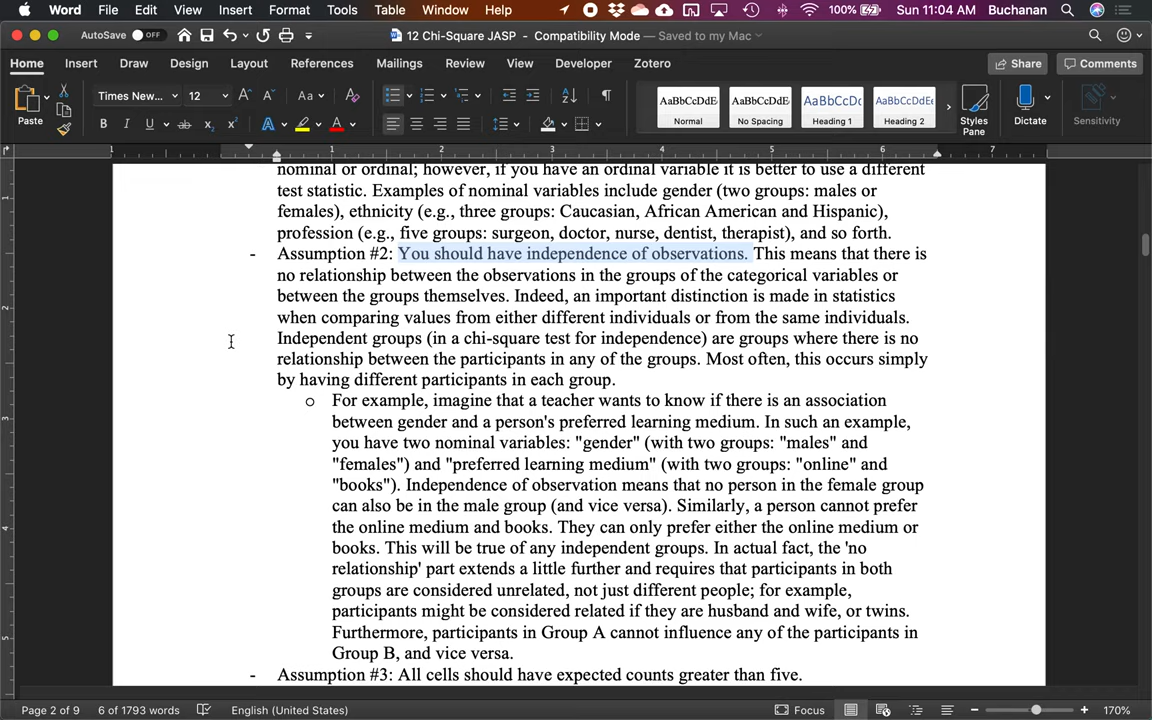 Word File Edit View Insert Format Tools Table Window Help 100% Sun 11:04 AM Buchanan
AutoSave OFF 12 Chi-Square JASP - Compatibility Mode — Saved to my Mac
Home Insert Draw Design Layout References Mailings Review View Developer Zotero Share Comments
Paste Times New... 12 Aa AaBbCcDdE Normal AaBbCcDdE No Spacing AaBbCcDc Heading 1 AaBbCcDdEe Heading 2 Styles Pane Dictate Sensitivity
1 1 2 3 4 5 6 7
nominal or ordinal; however, if you have an ordinal variable it is better to use a different
test statistic. Examples of nominal variables include gender (two groups: males or
females), ethnicity (e.g., three groups: Caucasian, African American and Hispanic),
profession (e.g., five groups: surgeon, doctor, nurse, dentist, therapist), and so forth.
- Assumption #2: You should have independence of observations. This means that there is
no relationship between the observations in the groups of the categorical variables or
between the groups themselves. Indeed, an important distinction is made in statistics
when comparing values from either different individuals or from the same individuals.
Independent groups (in a chi-square test for independence) are groups where there is no
relationship between the participants in any of the groups. Most often, this occurs simply
by having different participants in each group.
o For example, imagine that a teacher wants to know if there is an association
between gender and a person's preferred learning medium. In such an example,
you have two nominal variables: "gender" (with two groups: "males" and
"females") and "preferred learning medium" (with two groups: "online" and
"books"). Independence of observation means that no person in the female group
can also be in the male group (and vice versa). Similarly, a person cannot prefer
the online medium and books. They can only prefer either the online medium or
books. This will be true of any independent groups. In actual fact, the 'no
relationship' part extends a little further and requires that participants in both
groups are considered unrelated, not just different people; for example,
participants might be considered related if they are husband and wife, or twins.
Furthermore, participants in Group A cannot influence any of the participants in
Group B, and vice versa.
- Assumption #3: All cells should have expected counts greater than five.
Page 2 of 9 6 of 1793 words English (United States) Focus 170%